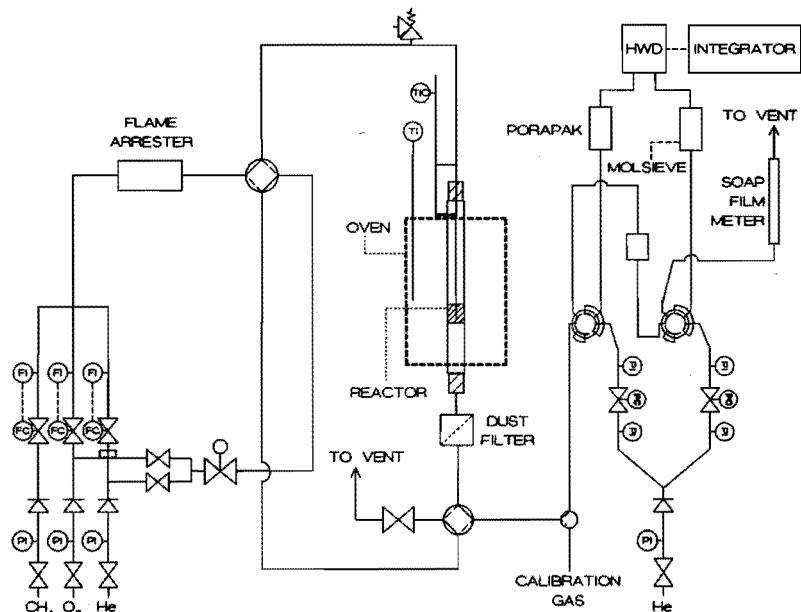 HWD
INTEGRATOR
TIC
TI
FLAME
ARRESTER
PORAPAK
MOLSIEVE
TO VENT
SOAP
FILM
METER
OVEN
REACTOR
FI
FI
FI
FC
FC
FC
DUST
FILTER
TO VENT
PI
PI
PI
PI
CALIBRATION
GAS
CH₄
O₂
He
He